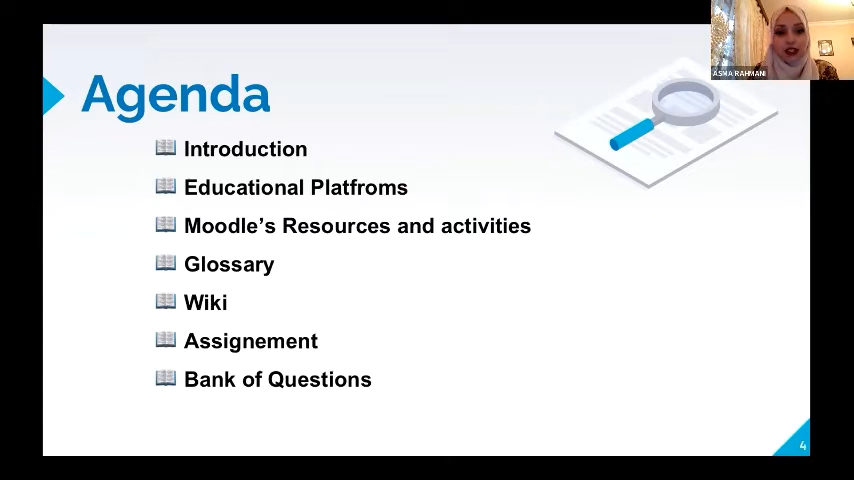 ASMA RAHMANI
Agenda
Introduction
Educational Platfroms
Moodle's Resources and activities
Glossary
Wiki
Assignement
Bank of Questions
4